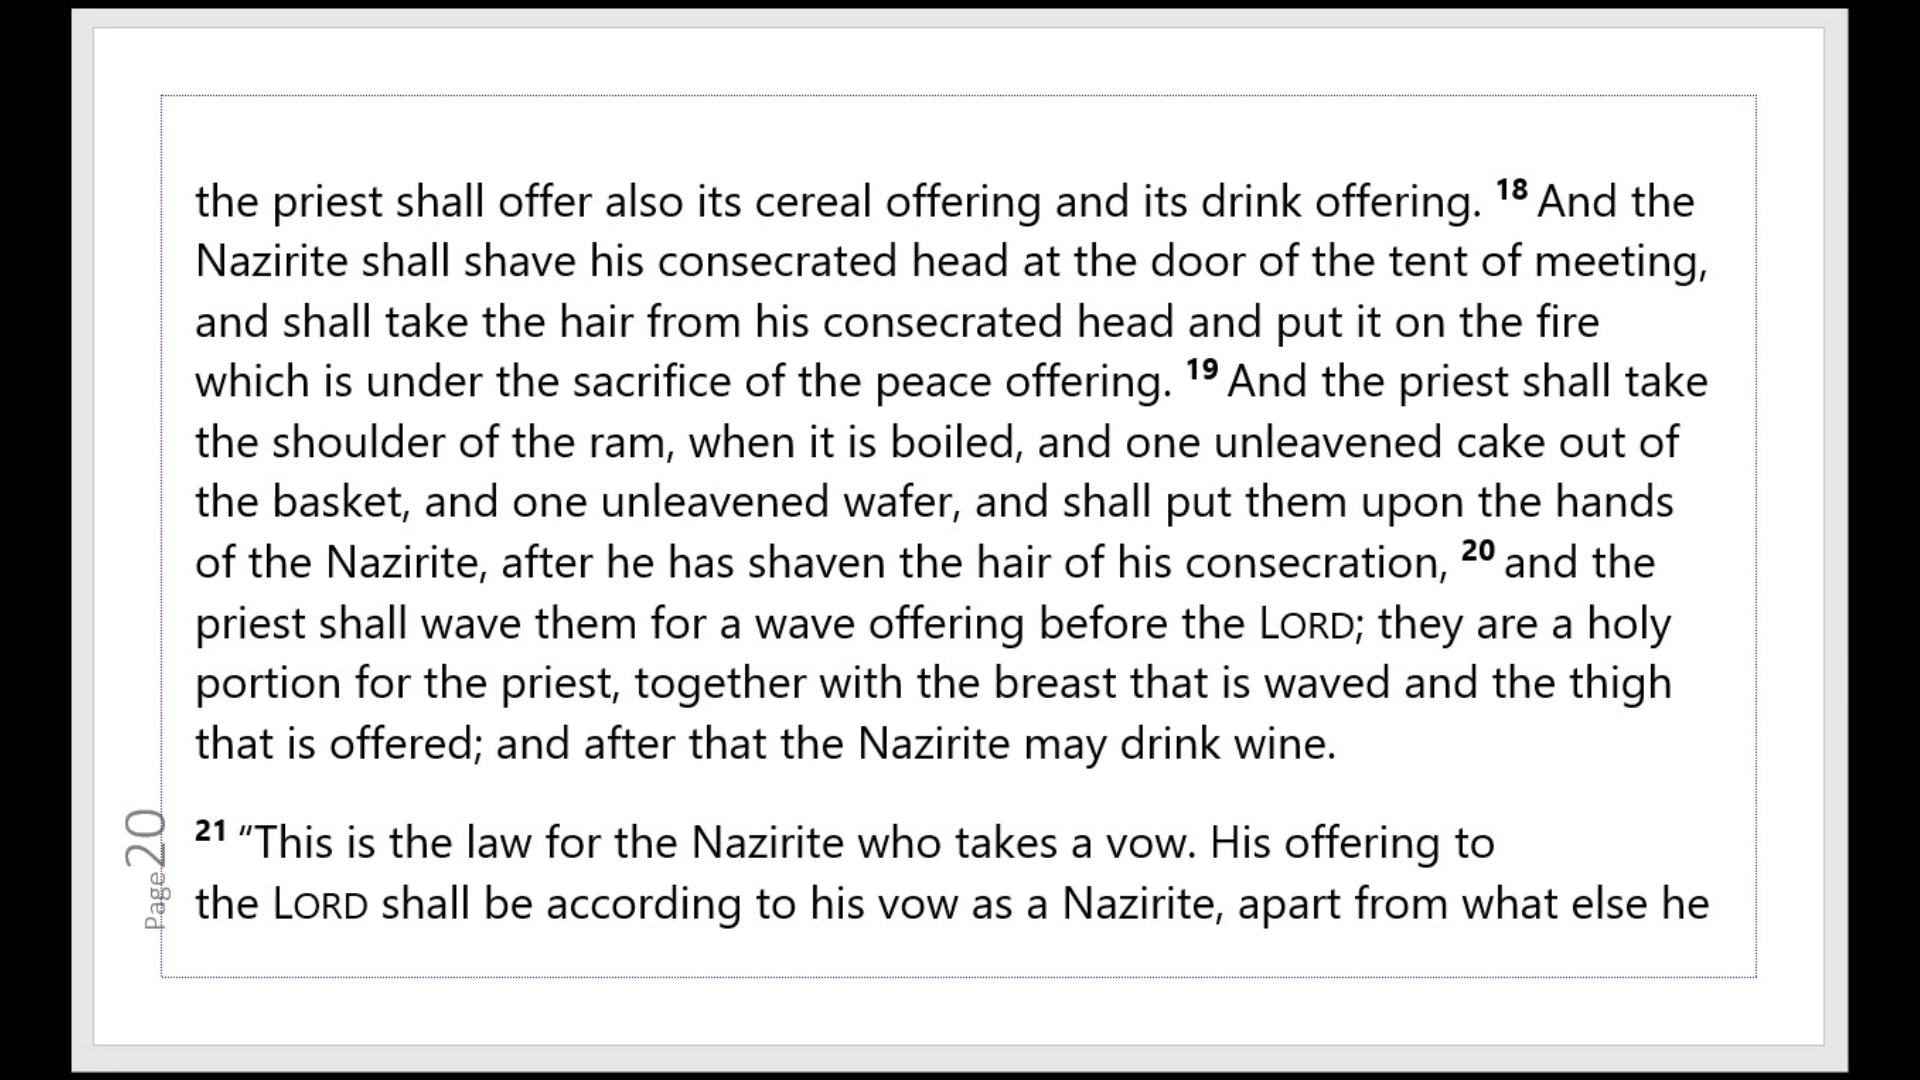 the priest shall offer also its cereal offering and its drink offering. 18 And the
Nazirite shall shave his consecrated head at the door of the tent of meeting,
and shall take the hair from his consecrated head and put it on the fire
which is under the sacrifice of the peace offering. 19 And the priest shall take
the shoulder of the ram, when it is boiled, and one unleavened cake out of
the basket, and one unleavened wafer, and shall put them upon the hands
of the Nazirite, after he has shaven the hair of his consecration, 20 and the
priest shall wave them for a wave offering before the LORD; they are a holy
portion for the priest, together with the breast that is waved and the thigh
that is offered; and after that the Nazirite may drink wine.
21 “This is the law for the Nazirite who takes a vow. His offering to
the LORD shall be according to his vow as a Nazirite, apart from what else he
Page 20